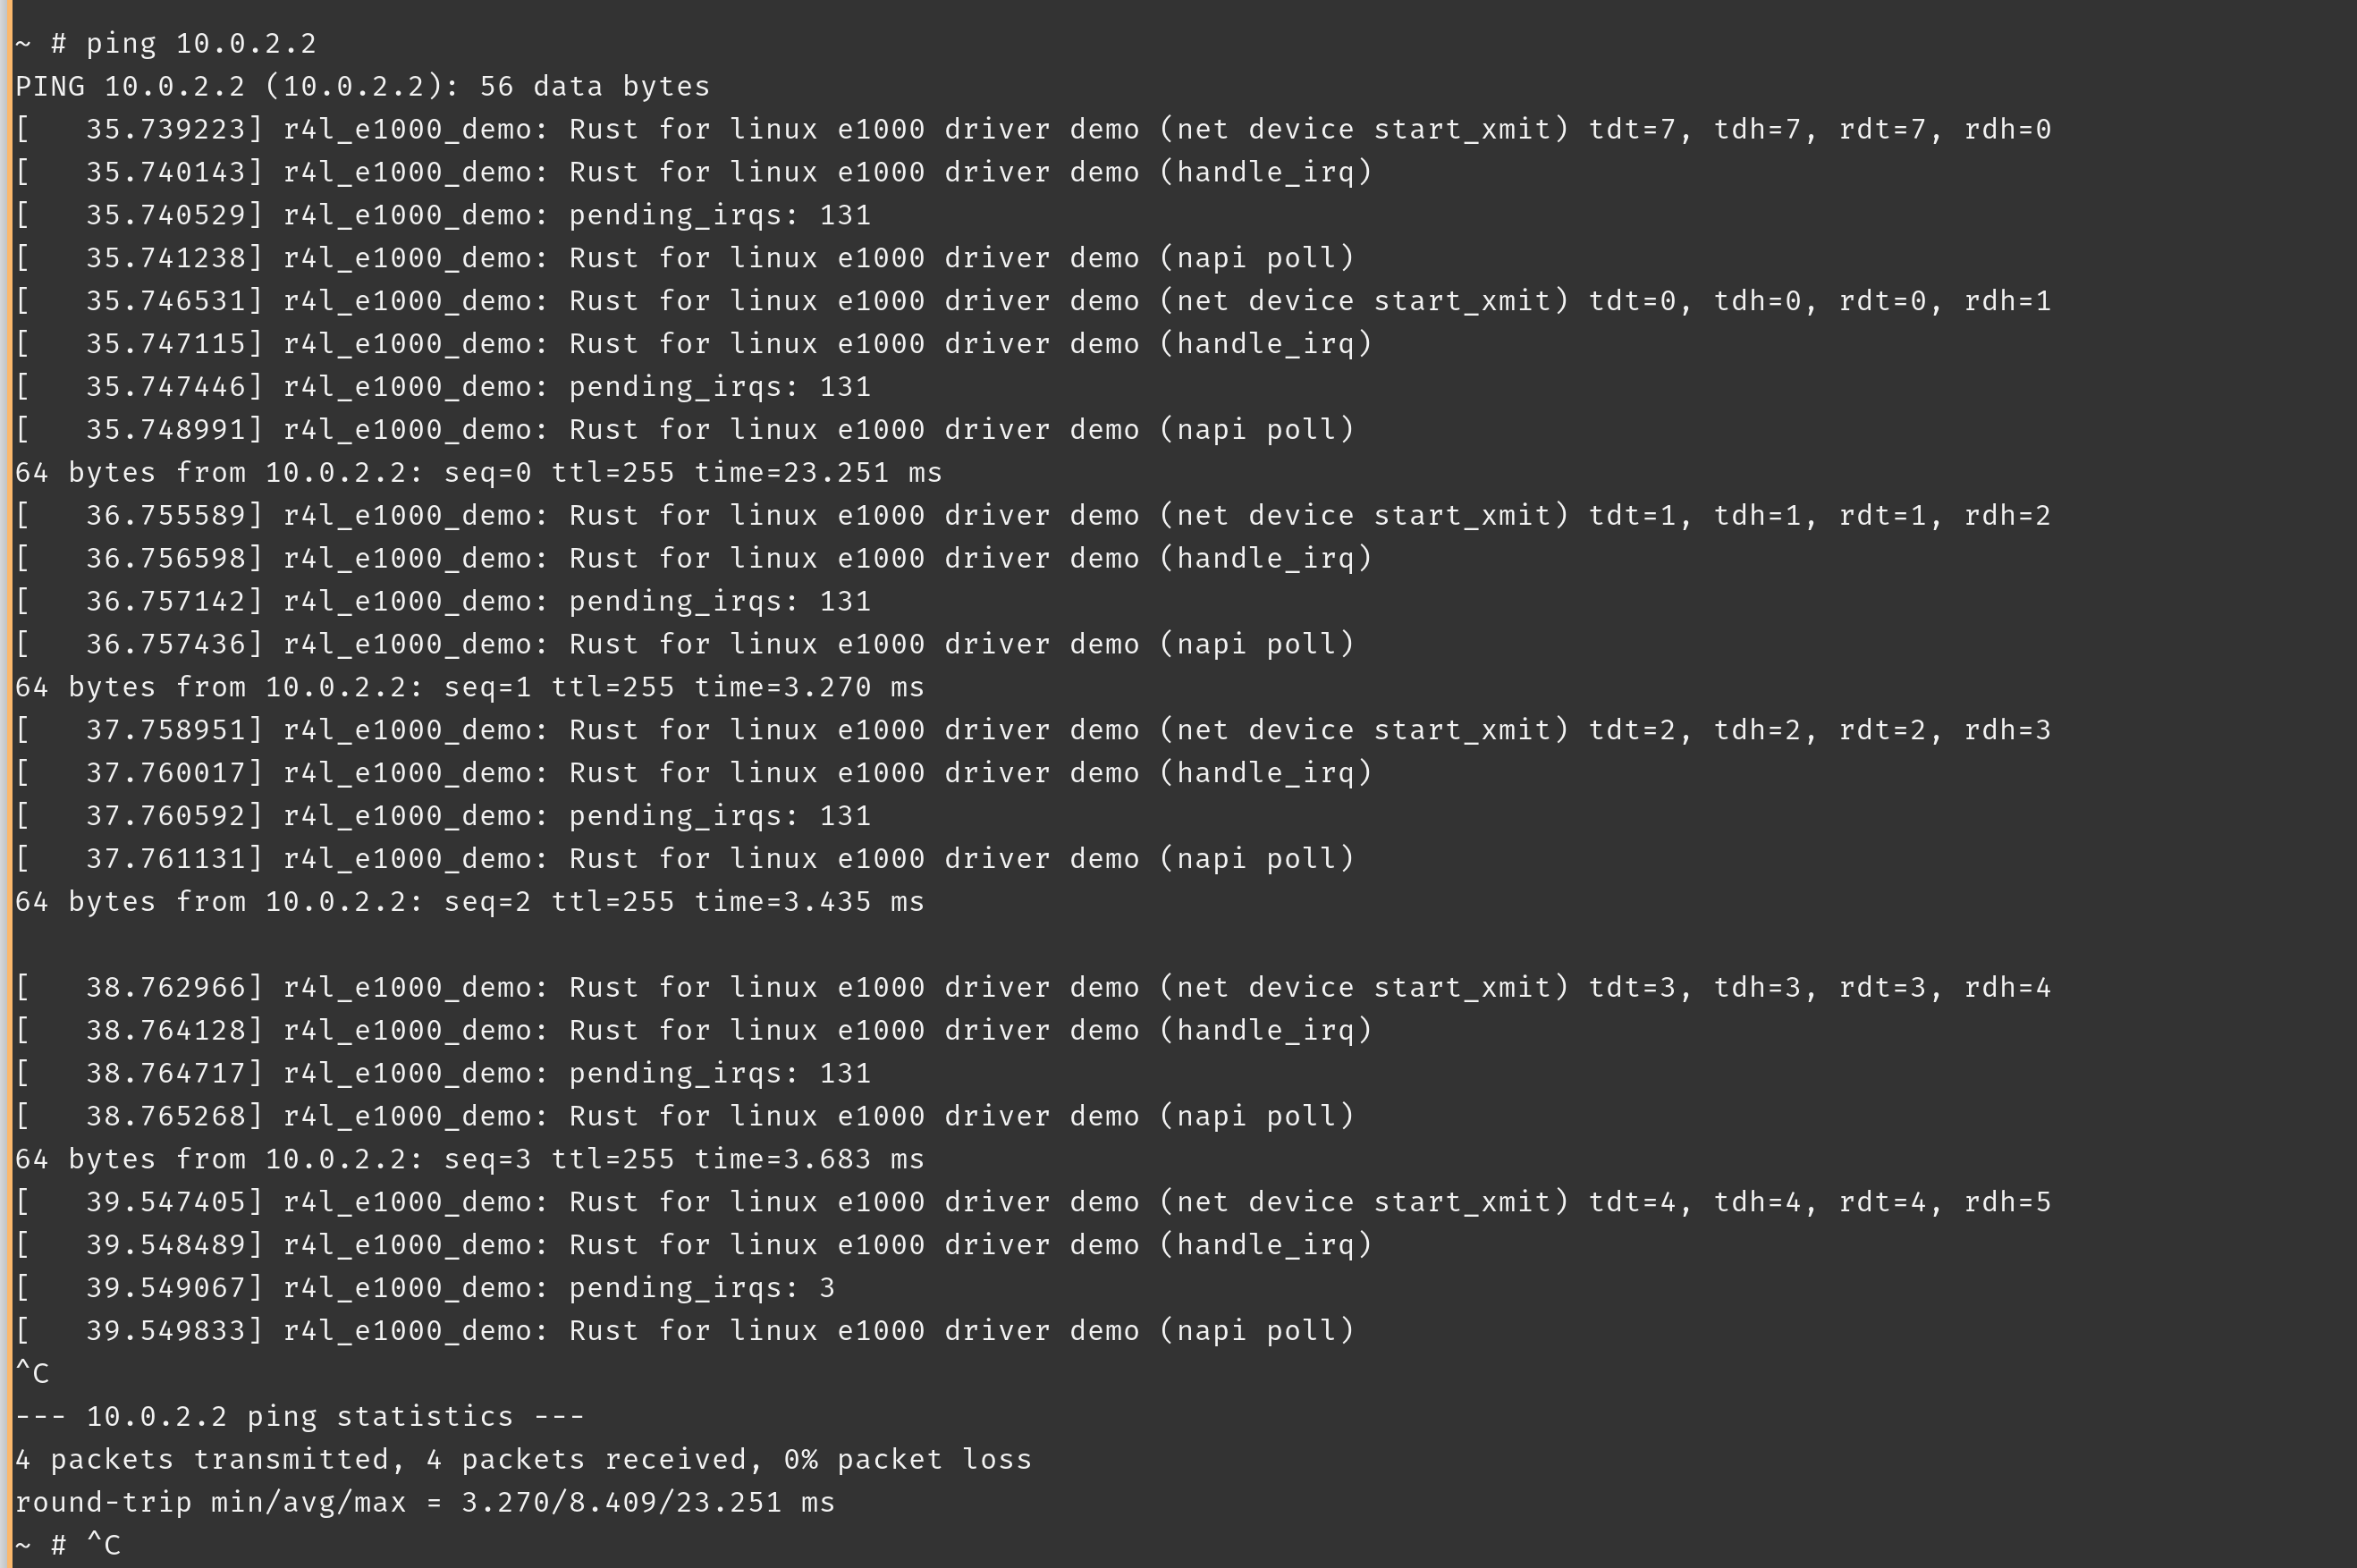 ~ # ping 10.0.2.2
PING 10.0.2.2 (10.0.2.2): 56 data bytes
[   35.739223] r4l_e1000_demo: Rust for linux e1000 driver demo (net device start_xmit) tdt=7, tdh=7, rdt=7, rdh=0
[   35.740143] r4l_e1000_demo: Rust for linux e1000 driver demo (handle_irq)
[   35.740529] r4l_e1000_demo: pending_irqs: 131
[   35.741238] r4l_e1000_demo: Rust for linux e1000 driver demo (napi poll)
[   35.746531] r4l_e1000_demo: Rust for linux e1000 driver demo (net device start_xmit) tdt=0, tdh=0, rdt=0, rdh=1
[   35.747115] r4l_e1000_demo: Rust for linux e1000 driver demo (handle_irq)
[   35.747446] r4l_e1000_demo: pending_irqs: 131
[   35.748991] r4l_e1000_demo: Rust for linux e1000 driver demo (napi poll)
64 bytes from 10.0.2.2: seq=0 ttl=255 time=23.251 ms
[   36.755589] r4l_e1000_demo: Rust for linux e1000 driver demo (net device start_xmit) tdt=1, tdh=1, rdt=1, rdh=2
[   36.756598] r4l_e1000_demo: Rust for linux e1000 driver demo (handle_irq)
[   36.757142] r4l_e1000_demo: pending_irqs: 131
[   36.757436] r4l_e1000_demo: Rust for linux e1000 driver demo (napi poll)
64 bytes from 10.0.2.2: seq=1 ttl=255 time=3.270 ms
[   37.758951] r4l_e1000_demo: Rust for linux e1000 driver demo (net device start_xmit) tdt=2, tdh=2, rdt=2, rdh=3
[   37.760017] r4l_e1000_demo: Rust for linux e1000 driver demo (handle_irq)
[   37.760592] r4l_e1000_demo: pending_irqs: 131
[   37.761131] r4l_e1000_demo: Rust for linux e1000 driver demo (napi poll)
64 bytes from 10.0.2.2: seq=2 ttl=255 time=3.435 ms

[   38.762966] r4l_e1000_demo: Rust for linux e1000 driver demo (net device start_xmit) tdt=3, tdh=3, rdt=3, rdh=4
[   38.764128] r4l_e1000_demo: Rust for linux e1000 driver demo (handle_irq)
[   38.764717] r4l_e1000_demo: pending_irqs: 131
[   38.765268] r4l_e1000_demo: Rust for linux e1000 driver demo (napi poll)
64 bytes from 10.0.2.2: seq=3 ttl=255 time=3.683 ms
[   39.547405] r4l_e1000_demo: Rust for linux e1000 driver demo (net device start_xmit) tdt=4, tdh=4, rdt=4, rdh=5
[   39.548489] r4l_e1000_demo: Rust for linux e1000 driver demo (handle_irq)
[   39.549067] r4l_e1000_demo: pending_irqs: 3
[   39.549833] r4l_e1000_demo: Rust for linux e1000 driver demo (napi poll)
^C
--- 10.0.2.2 ping statistics ---
4 packets transmitted, 4 packets received, 0% packet loss
round-trip min/avg/max = 3.270/8.409/23.251 ms
~ # ^C